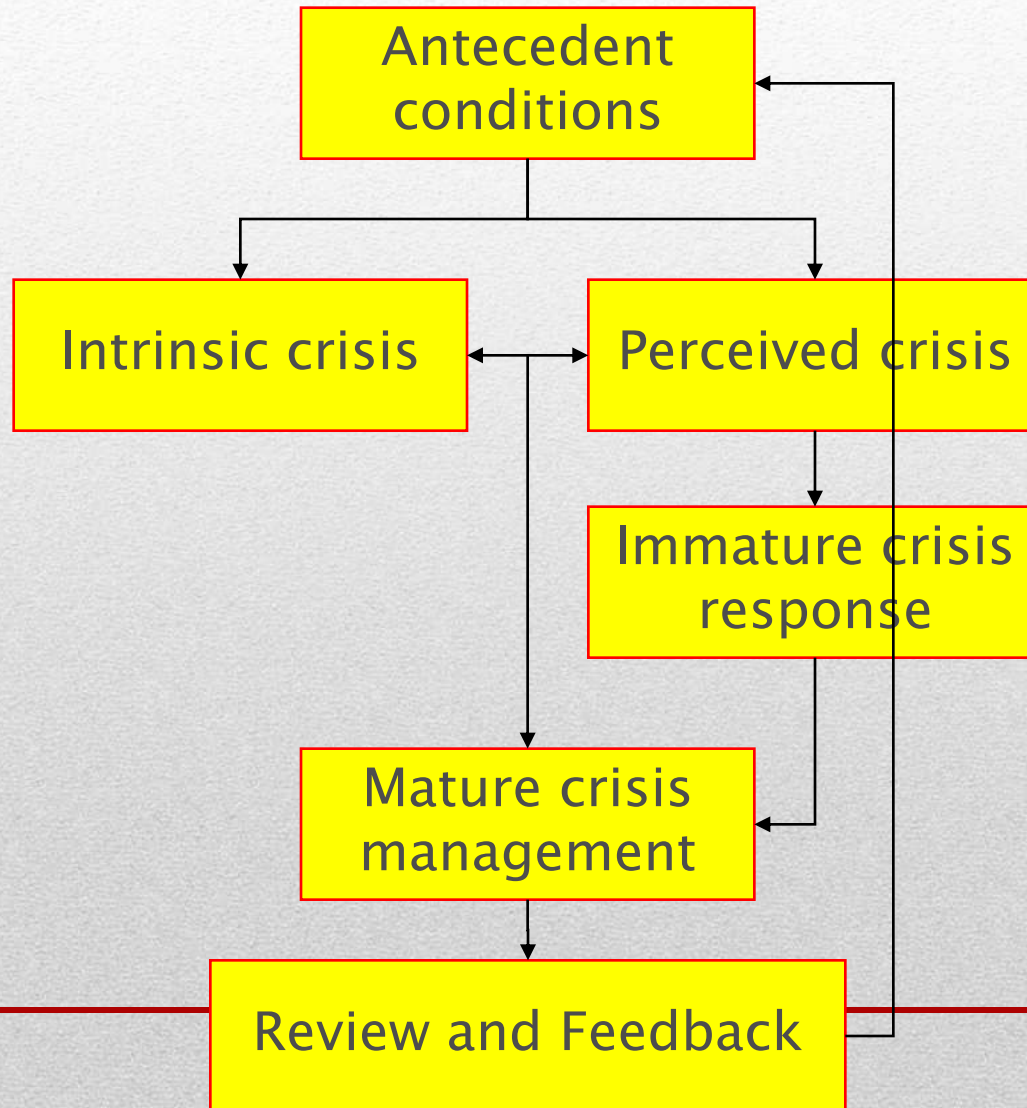 Antecedent
conditions
Intrinsic crisis
Perceived crisis
Immature crisis
response
Mature crisis
management
Review and Feedback